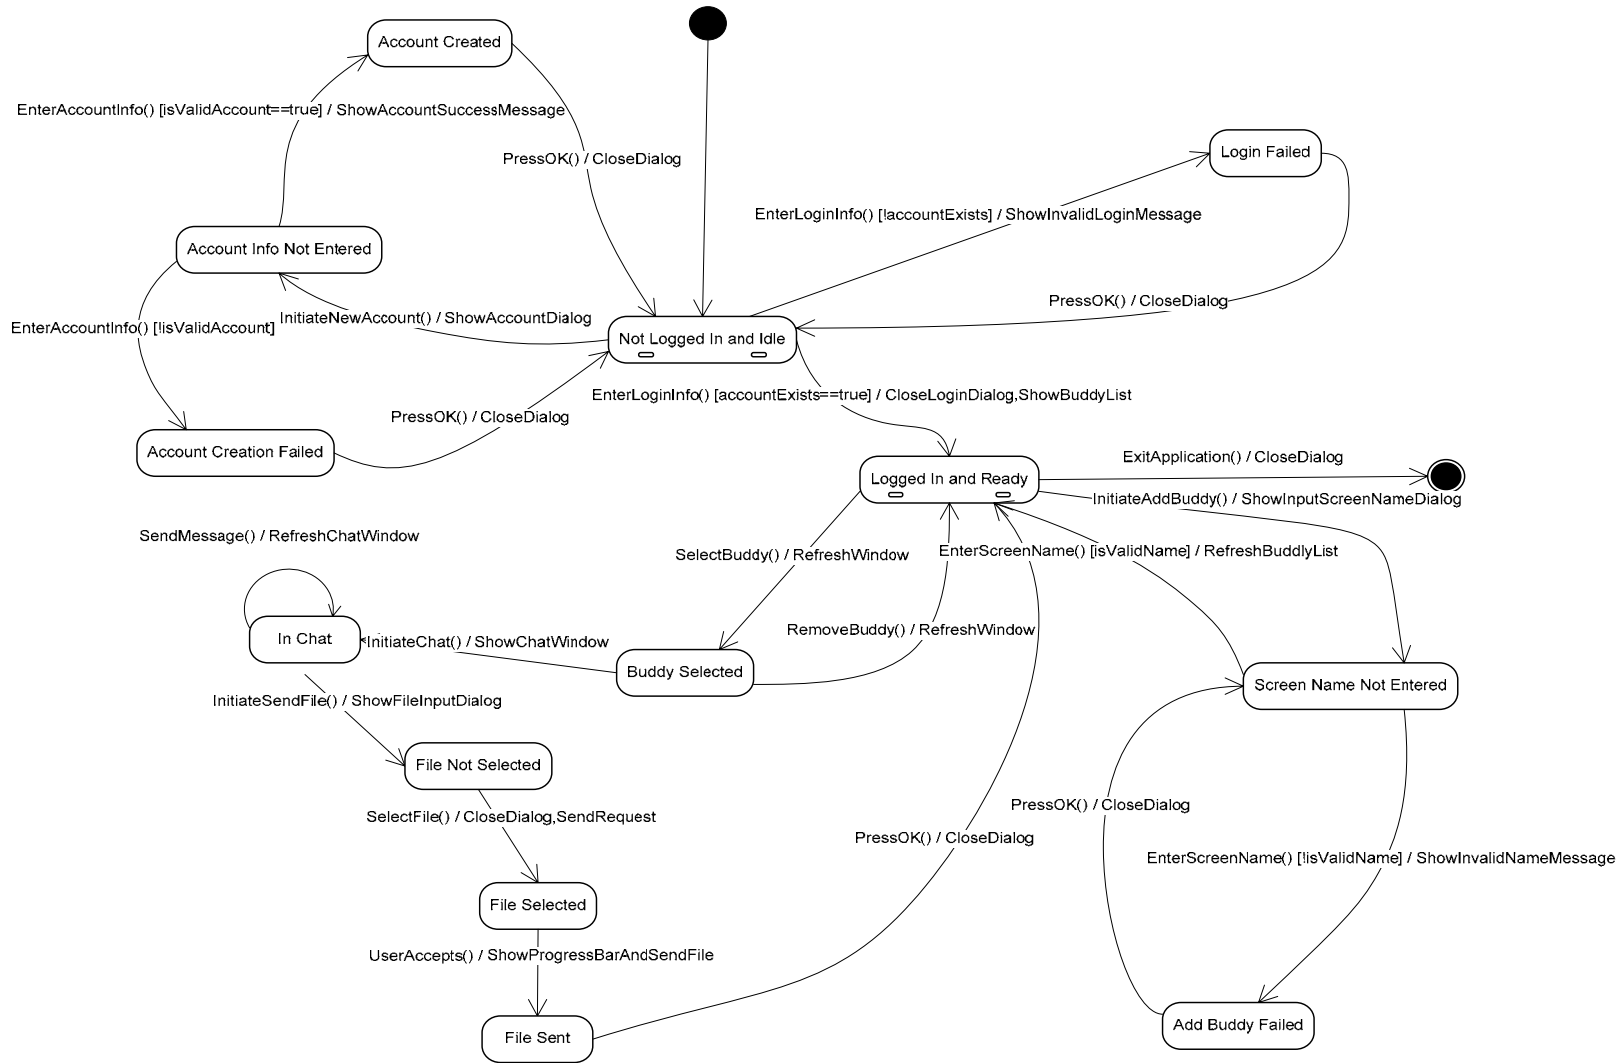 Account Created
EnterAccountInfo() [isValidAccount==true] / ShowAccountSuccessMessage
PressOK() / CloseDialog
Login Failed
EnterLoginInfo() [!accountExists] / ShowInvalidLoginMessage
Account Info Not Entered
PressOK() / CloseDialog
InitiateNewAccount() / ShowAccountDialog
EnterAccountInfo() [!isValidAccount]
Not Logged In and Idle
EnterLoginInfo() [accountExists==true] / CloseLoginDialog,ShowBuddyList
PressOK() / CloseDialog
Account Creation Failed
ExitApplication() / CloseDialog
Logged In and Ready
InitiateAddBuddy() / ShowInputScreenNameDialog
SendMessage() / RefreshChatWindow
SelectBuddy() / RefreshWindow
EnterScreenName() [isValidName] / RefreshBuddlyList
RemoveBuddy() / RefreshWindow
In Chat
InitiateChat() / ShowChatWindow
Buddy Selected
Screen Name Not Entered
InitiateSendFile() / ShowFileInputDialog
File Not Selected
PressOK() / CloseDialog
SelectFile() / CloseDialog,SendRequest
PressOK() / CloseDialog
EnterScreenName() [!isValidName] / ShowInvalidNameMessage
File Selected
UserAccepts() / ShowProgressBarAndSendFile
Add Buddy Failed
File Sent